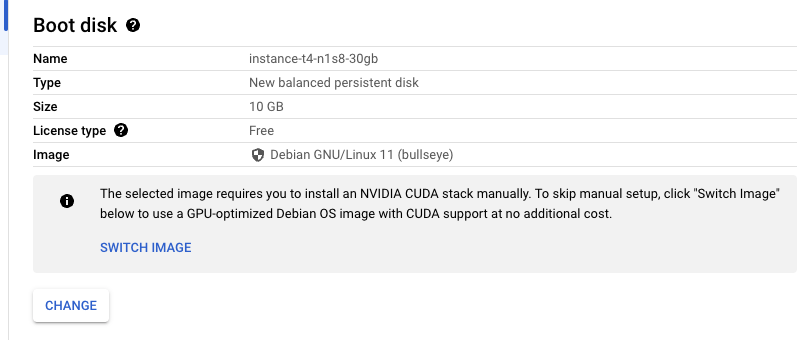 Boot disk
Name instance-t4-n1s8-30gb
Type New balanced persistent disk
Size 10 GB
License type Free
Image Debian GNU/Linux 11 (bullseye)
The selected image requires you to install an NVIDIA CUDA stack manually. To skip manual setup, click "Switch Image"
below to use a GPU-optimized Debian OS image with CUDA support at no additional cost.
SWITCH IMAGE
CHANGE